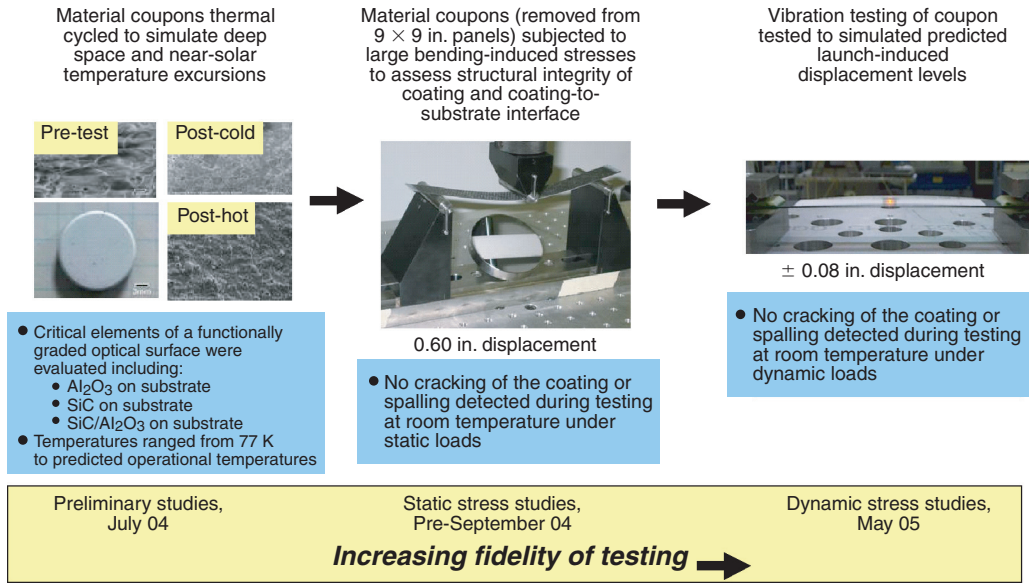 Material coupons thermal
cycled to simulate deep
space and near-solar
temperature excursions
Pre-test
Post-cold
Post-hot
● Critical elements of a functionally
graded optical surface were
evaluated including:
● Al2O3 on substrate
● SiC on substrate
● SiC/Al2O3 on substrate
● Temperatures ranged from 77 K
to predicted operational temperatures
Material coupons (removed from
9 × 9 in. panels) subjected to
large bending-induced stresses
to assess structural integrity of
coating and coating-to-
substrate interface
0.60 in. displacement
● No cracking of the coating or
spalling detected during testing
at room temperature under
static loads
Vibration testing of coupon
tested to simulated predicted
launch-induced
displacement levels
± 0.08 in. displacement
● No cracking of the coating or
spalling detected during testing
at room temperature under
dynamic loads
Preliminary studies,
July 04
Static stress studies,
Pre-September 04
Dynamic stress studies,
May 05
Increasing fidelity of testing